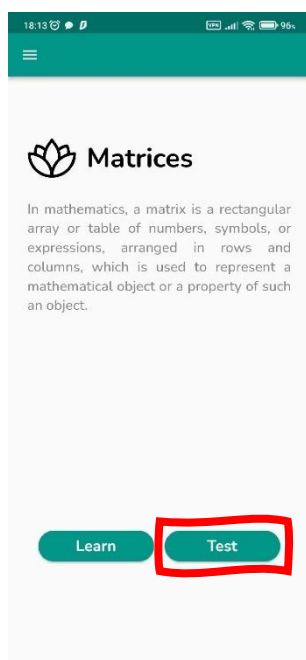 18:13
VPN 96%
Matrices
In mathematics, a matrix is a rectangular
array or table of numbers, symbols, or
expressions, arranged in rows and
columns, which is used to represent a
mathematical object or a property of such
an object.
Learn Test